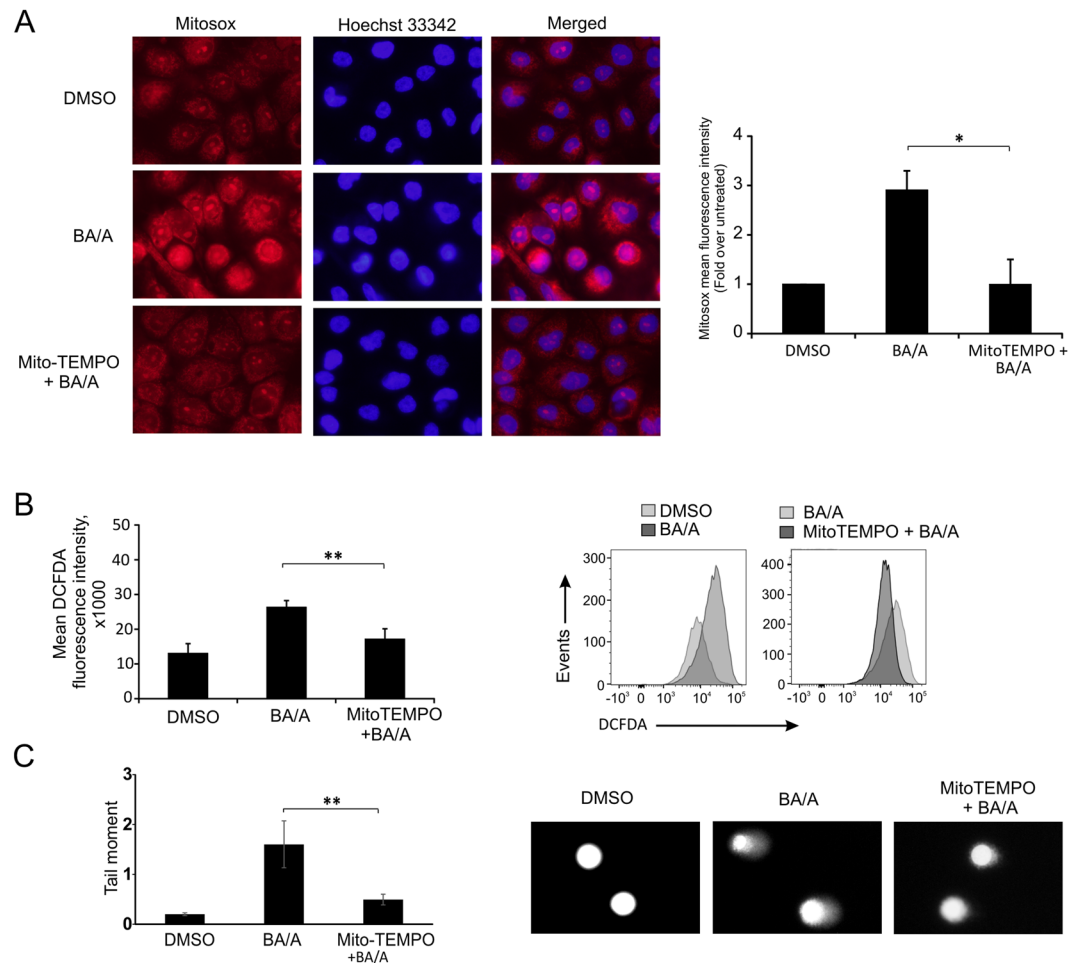 A
Mitosox
Hoechst 33342
Merged
DMSO
BA/A
Mito-TEMPO
+ BA/A
Mitosox mean fluorescence intensity
(Fold over untreated)
4
3
2
1
0
*
DMSO
BA/A
MitoTEMPO +
BA/A
B
Mean DCFDA
fluorescence intensity,
x1000
50
40
30
20
10
0
**
DMSO
BA/A
MitoTEMPO
+BA/A
DMSO
BA/A
BA/A
MitoTEMPO + BA/A
Events
300
200
100
0
-10³ 0 10³ 10⁴ 10⁵
400
300
200
100
0
-10³ 0 10³ 10⁴ 10⁵
DCFDA
C
Tail moment
3
2
1
0
**
DMSO
BA/A
Mito-TEMPO
+BA/A
DMSO
BA/A
MitoTEMPO
+ BA/A